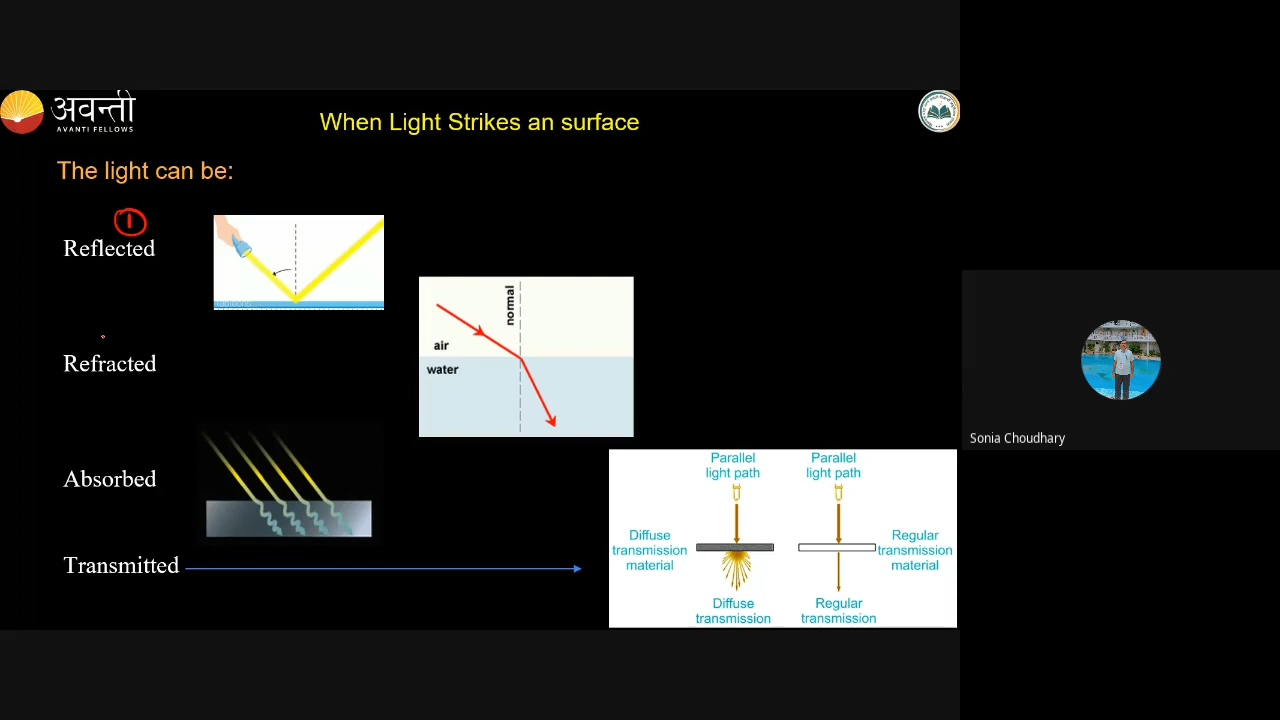 अवन्ती
AVANTI FELLOWS
When Light Strikes an surface
The light can be:
1
Reflected
normal
air
water
Refracted
Absorbed
Transmitted
Parallel
light path
Parallel
light path
Diffuse
transmission
material
Regular
transmission
material
Diffuse
transmission
Regular
transmission
Sonia Choudhary